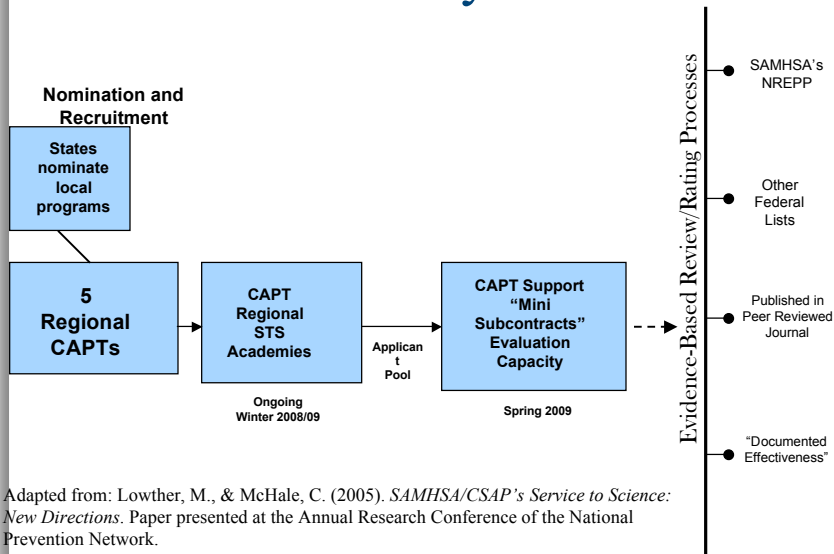 Nomination and
Recruitment
States
nominate
local
programs
5
Regional
CAPTs
CAPT
Regional
STS
Academies
Ongoing
Winter 2008/09
Applican
t
Pool
CAPT Support
“Mini
Subcontracts”
Evaluation
Capacity
Spring 2009
Evidence-Based Review/Rating Processes
SAMHSA’s
NREPP
Other
Federal
Lists
Published in
Peer Reviewed
Journal
“Documented
Effectiveness”
Adapted from: Lowther, M., & McHale, C. (2005). SAMHSA/CSAP’s Service to Science:
New Directions. Paper presented at the Annual Research Conference of the National
Prevention Network.